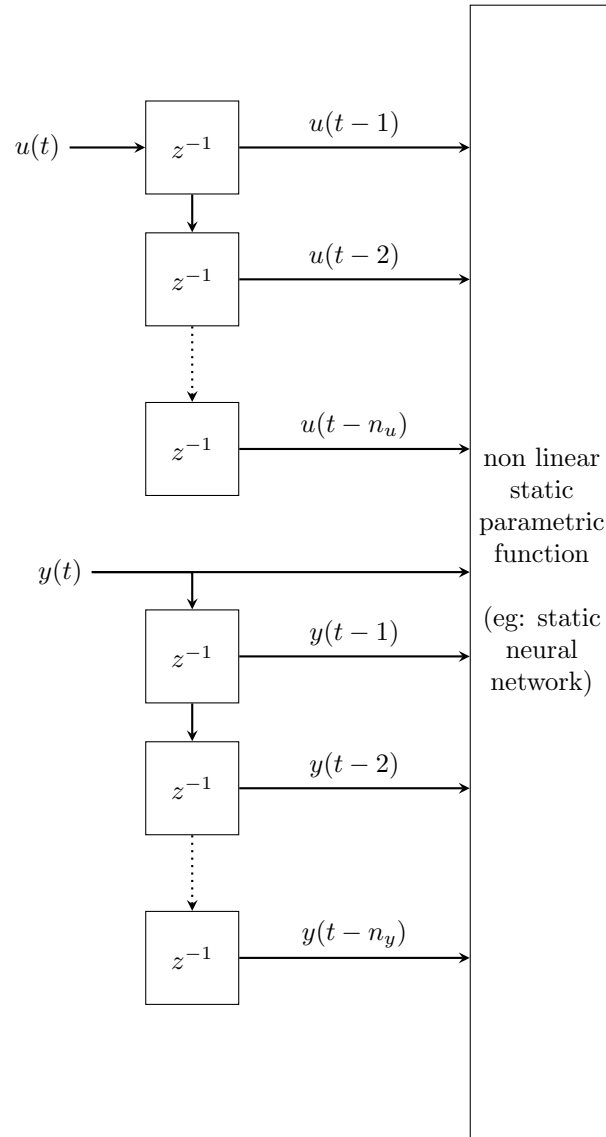 u(t)
z⁻¹
u(t − 1)
z⁻¹
u(t − 2)
z⁻¹
u(t − nᵤ)
y(t)
z⁻¹
y(t − 1)
z⁻¹
y(t − 2)
z⁻¹
y(t − n_y)
non linear
static
parametric
function
(eg: static
neural
network)